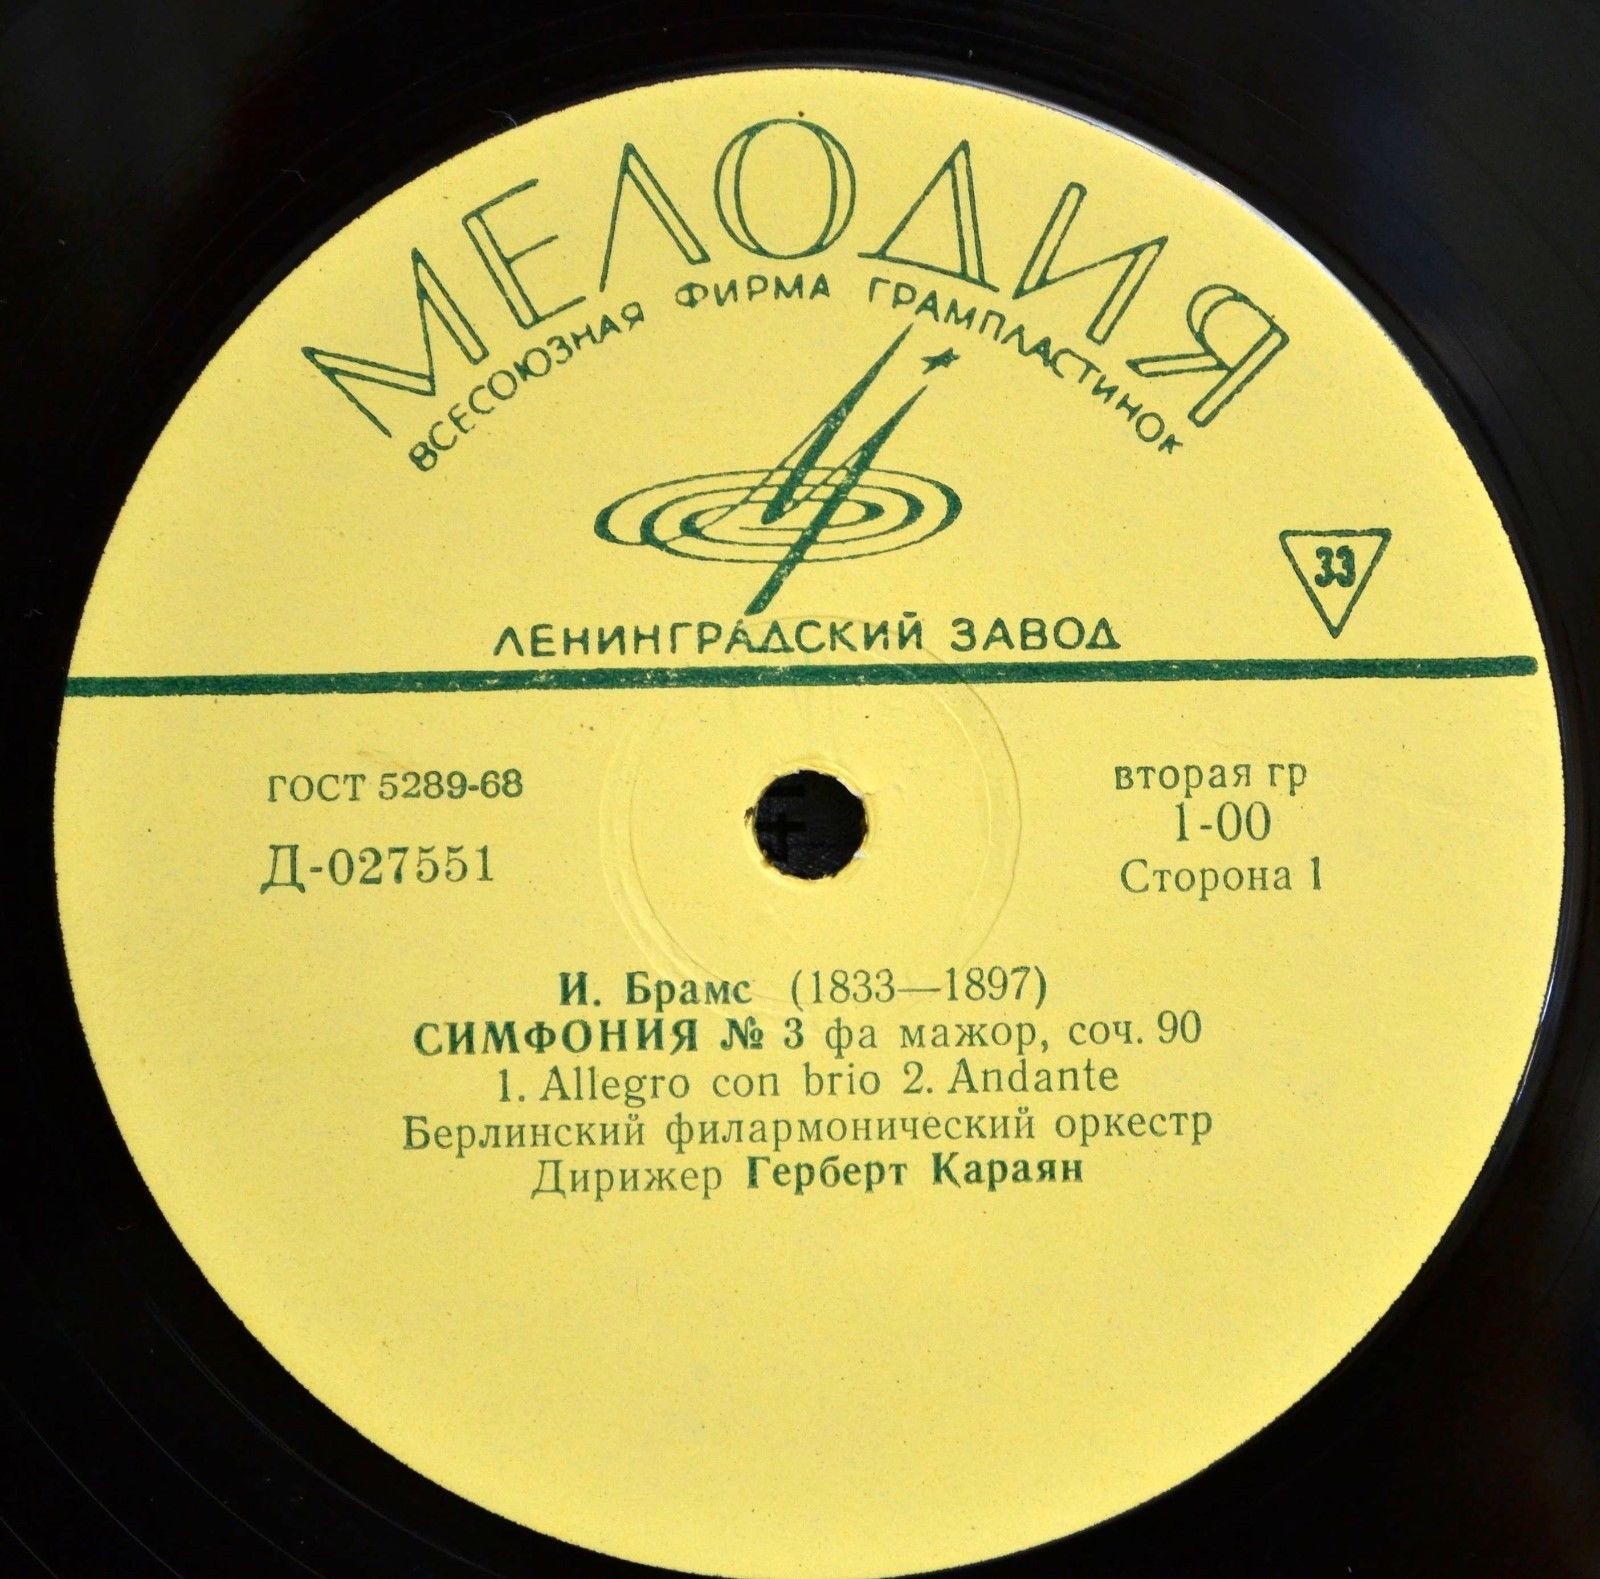 МЕЛОДИЯ
ВСЕСОЮЗНАЯ ФИРМА ГРАМПЛАСТИНОК
33
ЛЕНИНГРАДСКИЙ ЗАВОД
ГОСТ 5289-68
вторая гр
Д-027551
1-00
Сторона 1
И. Брамс (1833—1897)
СИМФОНИЯ № 3 фа мажор, соч. 90
1. Allegro con brio 2. Andante
Берлинский филармонический оркестр
Дирижер Герберт Караян